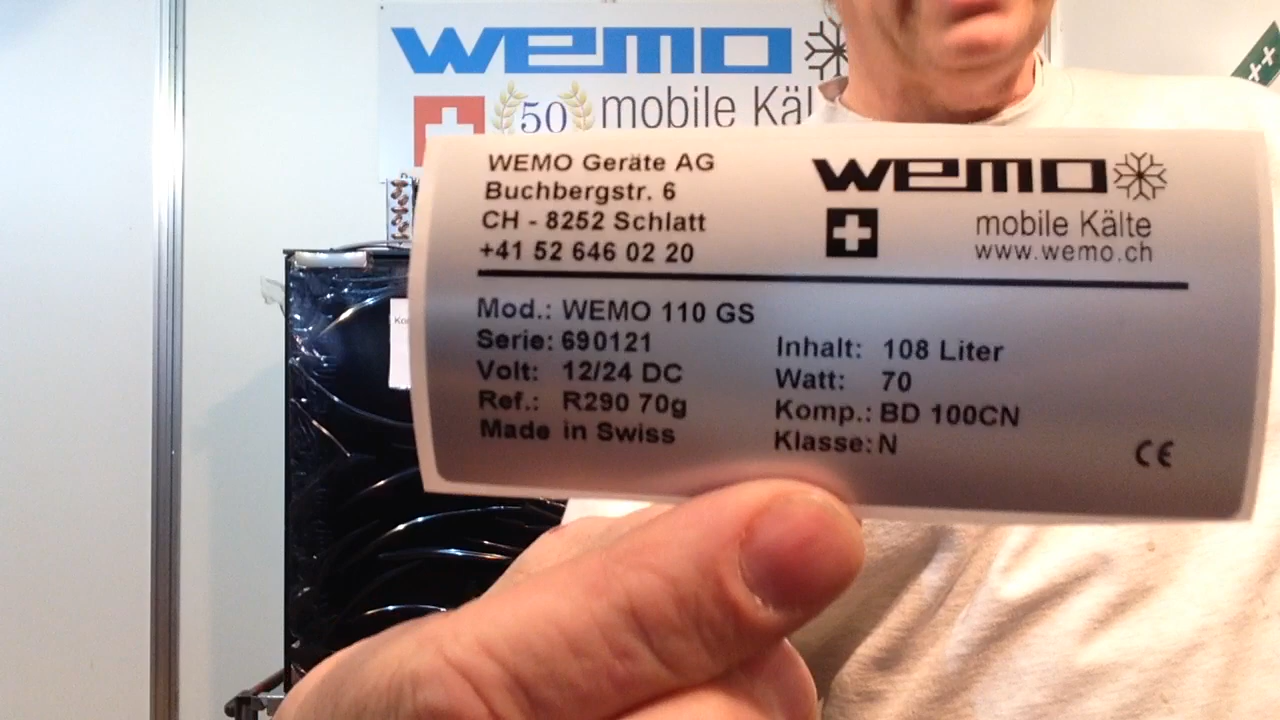 wemo
50 mobile Käl
WEMO Geräte AG
Buchbergstr. 6
CH - 8252 Schlatt
+41 52 646 02 20
wemo
mobile Kälte
www.wemo.ch
Mod.: WEMO 110 GS
Serie: 690121
Volt: 12/24 DC
Ref.: R290 70g
Made in Swiss
Inhalt: 108 Liter
Watt: 70
Komp.: BD 100CN
Klasse: N
CE